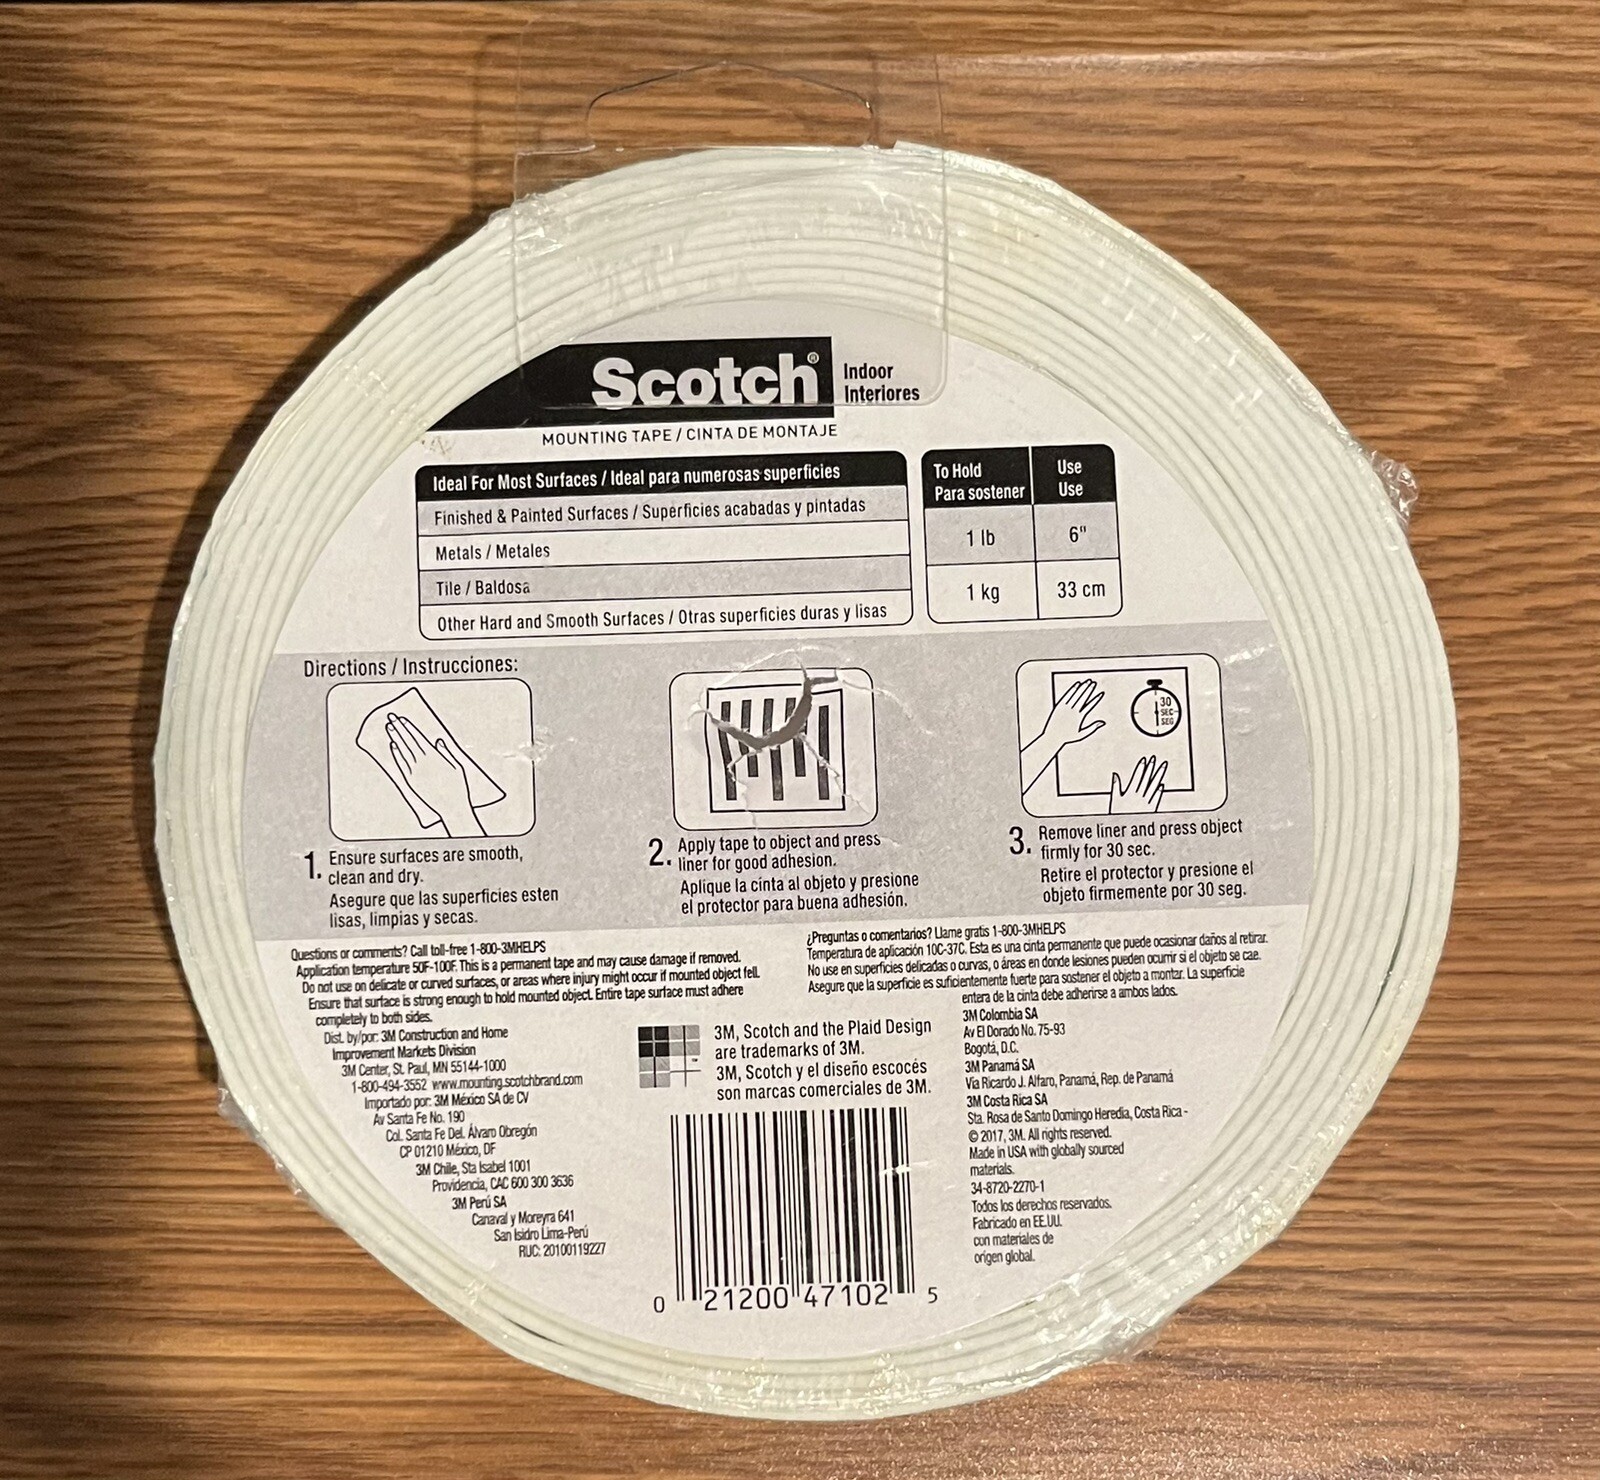 Scotch®
Indoor
Interiores
MOUNTING TAPE / CINTA DE MONTAJE
Ideal For Most Surfaces / Ideal para numerosas superficies
Finished & Painted Surfaces / Superficies acabadas y pintadas
Metals / Metales
Tile / Baldosa
Other Hard and Smooth Surfaces / Otras superficies duras y lisas
To Hold Use
Para sostener Use
1 lb 6"
1 kg 33 cm
Directions / Instrucciones:
30
SEC
SEG
1. Ensure surfaces are smooth,
clean and dry.
Asegure que las superficies esten
lisas, limpias y secas.
2. Apply tape to object and press
liner for good adhesion.
Aplique la cinta al objeto y presione
el protector para buena adhesión.
3. Remove liner and press object
firmly for 30 sec.
Retire el protector y presione el
objeto firmemente por 30 seg.
Questions or comments? Call toll-free 1-800-3MHELPS
Application temperature 50F-100F. This is a permanent tape and may cause damage if removed.
Do not use on delicate or curved surfaces, or areas where injury might occur if mounted object fell.
Ensure that surface is strong enough to hold mounted object. Entire tape surface must adhere
completely to both sides.
Dist. by/por: 3M Construction and Home
Improvement Markets Division
3M Center, St. Paul, MN 55144-1000
1-800-494-3552 www.mounting.scotchbrand.com
Importado por: 3M México SA de CV
Av Santa Fe No. 190
Col. Santa Fe Del. Álvaro Obregón
CP 01210 México, DF
3M Chile, Sta Isabel 1001
Providencia, CAC 600 300 3636
3M Perú SA
Canaval y Moreyra 641
San Isidro Lima-Perú
RUC: 20100119227
¿Preguntas o comentarios? Llame gratis 1-800-3MHELPS
Temperatura de aplicación 10C-37C. Esta es una cinta permanente que puede ocasionar daños al retirar.
No use en superficies delicadas o curvas, o áreas en donde lesiones pueden ocurrir si el objeto se cae.
Asegure que la superficie es suficientemente fuerte para sostener el objeto a montar. La superficie
entera de la cinta debe adherirse a ambos lados.
3M, Scotch and the Plaid Design
are trademarks of 3M.
3M, Scotch y el diseño escocés
son marcas comerciales de 3M.
3M Colombia SA
Av El Dorado No. 75-93
Bogotá, D.C.
3M Panamá SA
Vía Ricardo J. Alfaro, Panamá, Rep. de Panamá
3M Costa Rica SA
Sta. Rosa de Santo Domingo Heredia, Costa Rica -
© 2017, 3M. All rights reserved.
Made in USA with globally sourced
materials.
34-8720-2270-1
Todos los derechos reservados.
Fabricado en EE.UU.
con materiales de
origen global.
0 21200 47102 5